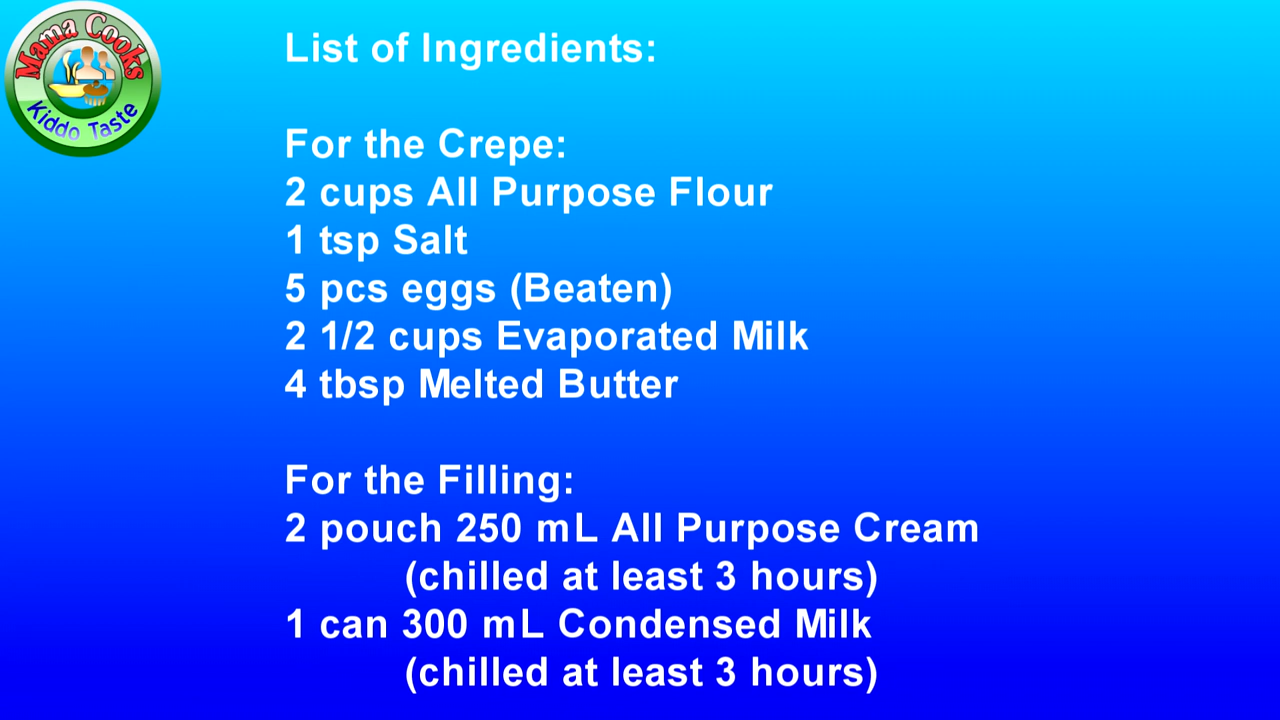 Mama Cooks
Kiddo Taste
List of Ingredients:
For the Crepe:
2 cups All Purpose Flour
1 tsp Salt
5 pcs eggs (Beaten)
2 1/2 cups Evaporated Milk
4 tbsp Melted Butter
For the Filling:
2 pouch 250 mL All Purpose Cream
(chilled at least 3 hours)
1 can 300 mL Condensed Milk
(chilled at least 3 hours)